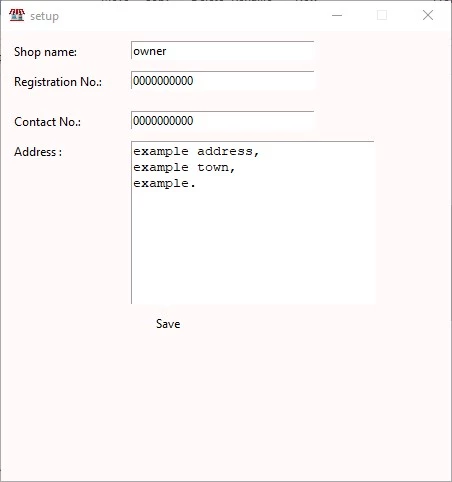 setup
Shop name: owner
Registration No.: 0000000000
Contact No.: 0000000000
Address : example address,
example town,
example.
Save